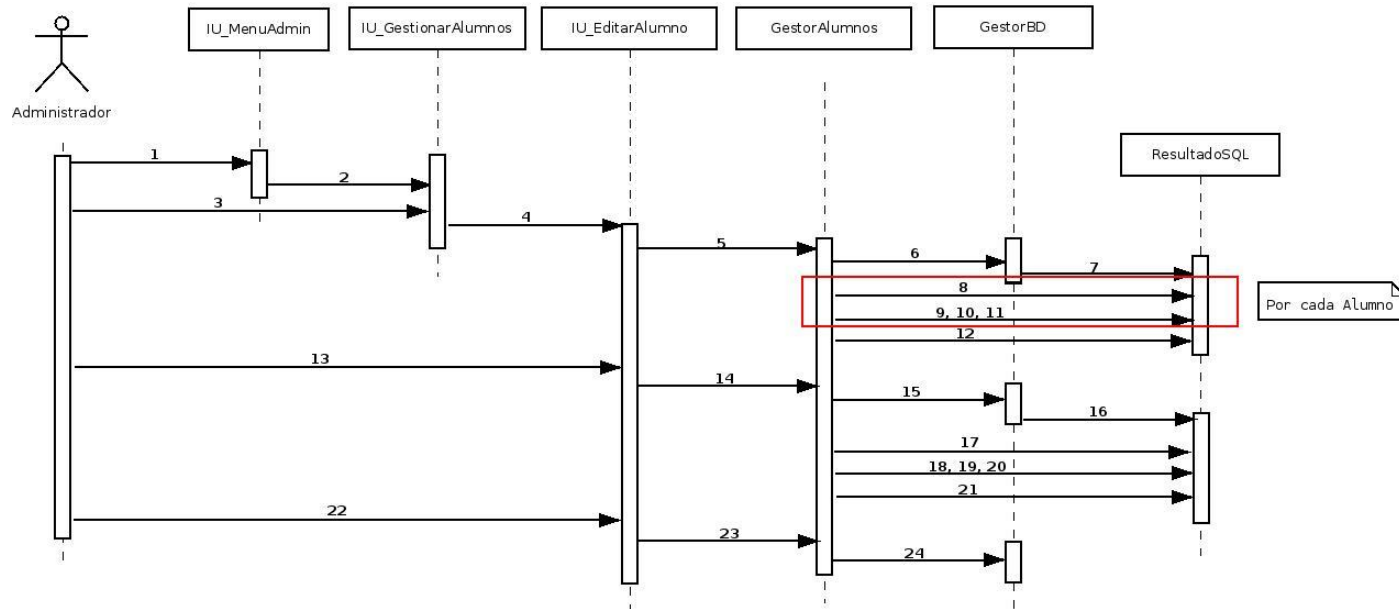 IU_MenuAdmin
IU_GestionarAlumnos
IU_EditarAlumno
GestorAlumnos
GestorBD
Administrador
ResultadoSQL
1
2
3
4
5
6
7
8
Por cada Alumno
9, 10, 11
12
13
14
15
16
17
18, 19, 20
21
22
23
24